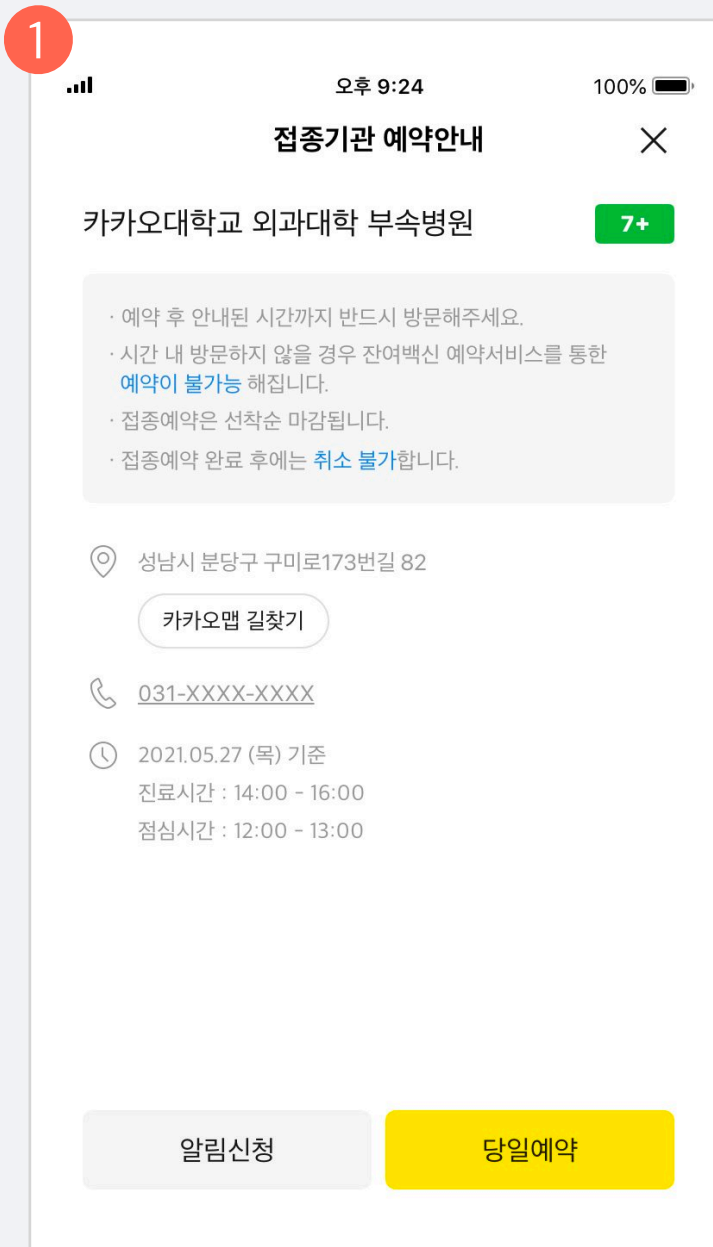 1
오후 9:24
100%
접종기관 예약안내
카카오대학교 외과대학 부속병원
7+
· 예약 후 안내된 시간까지 반드시 방문해주세요.
· 시간 내 방문하지 않을 경우 잔여백신 예약서비스를 통한
예약이 불가능 해집니다.
· 접종예약은 선착순 마감됩니다.
· 접종예약 완료 후에는 취소 불가합니다.
성남시 분당구 구미로173번길 82
카카오맵 길찾기
031-XXXX-XXXX
2021.05.27 (목) 기준
진료시간 : 14:00 - 16:00
점심시간 : 12:00 - 13:00
알림신청
당일예약